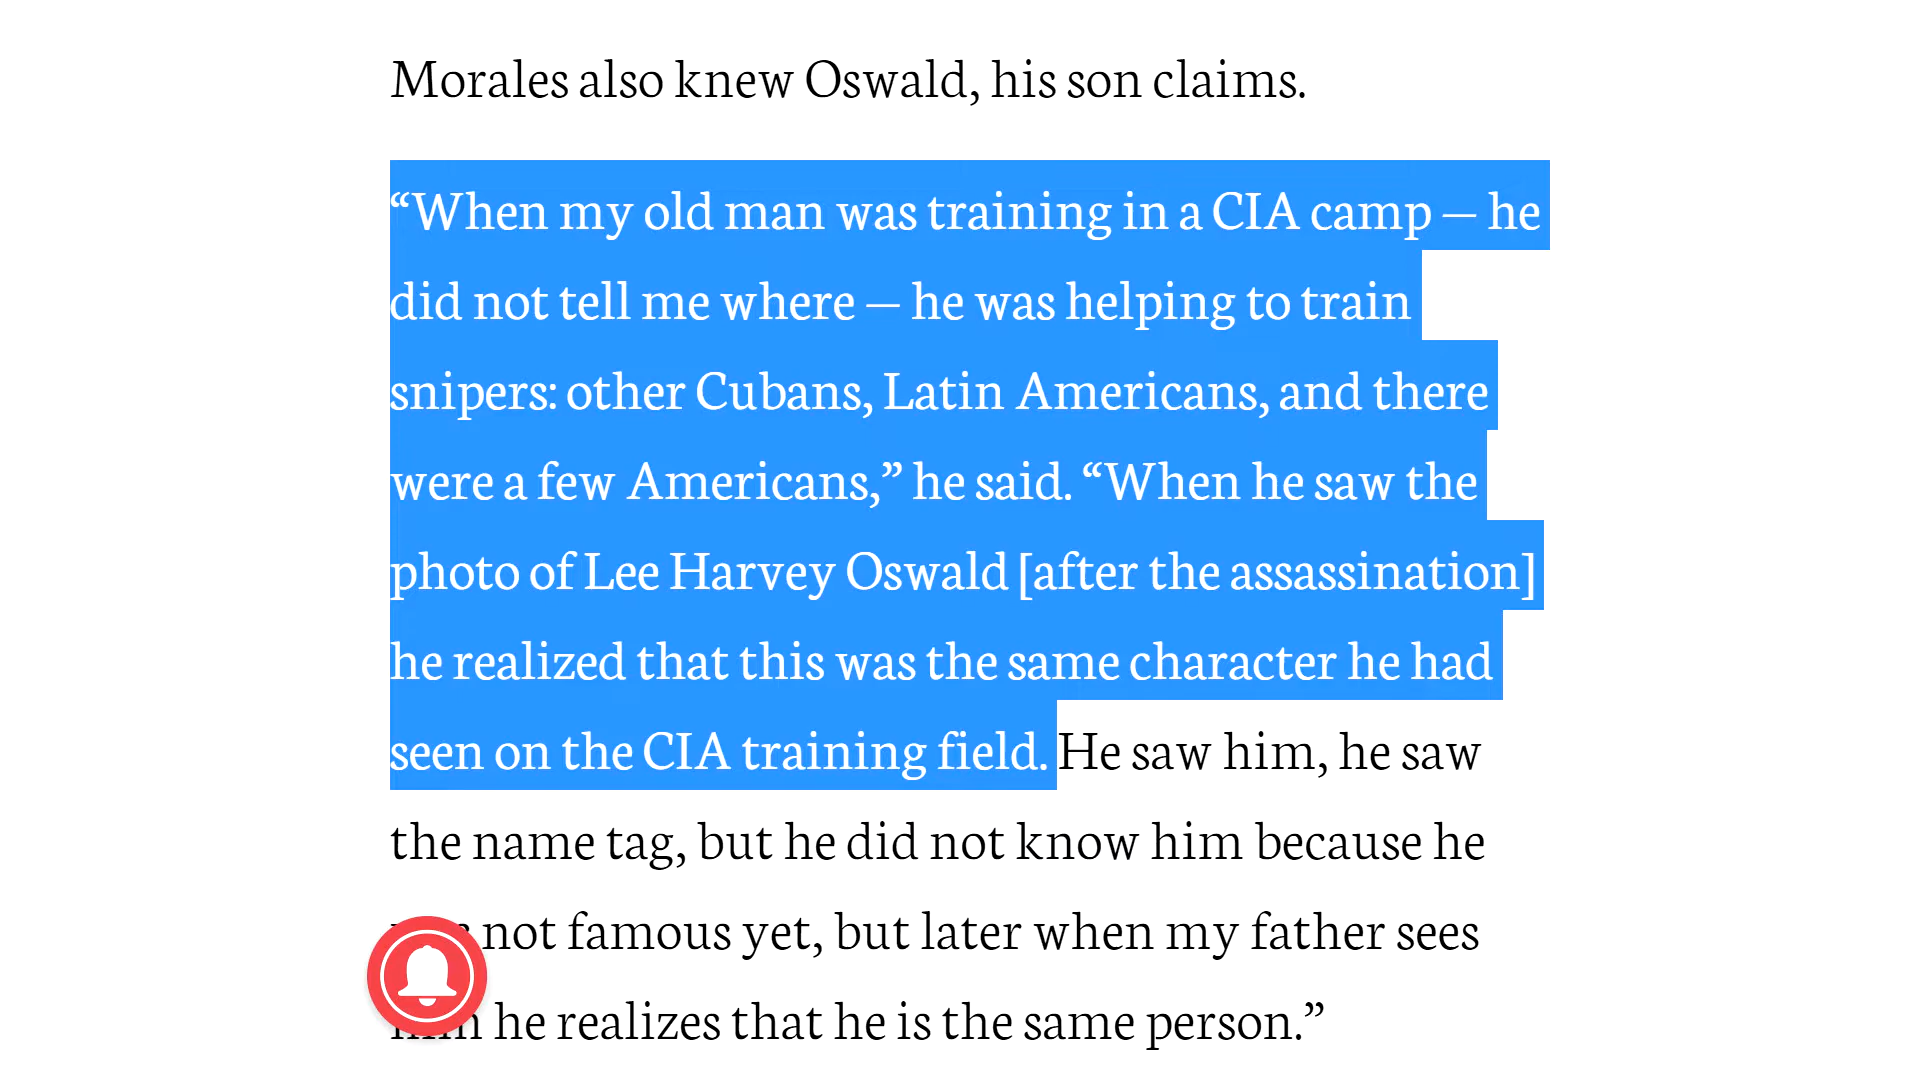 Morales also knew Oswald, his son claims.
“When my old man was training in a CIA camp — he
did not tell me where — he was helping to train
snipers: other Cubans, Latin Americans, and there
were a few Americans,” he said. “When he saw the
photo of Lee Harvey Oswald [after the assassination]
he realized that this was the same character he had
seen on the CIA training field. He saw him, he saw
the name tag, but he did not know him because he
not famous yet, but later when my father sees
he realizes that he is the same person.”